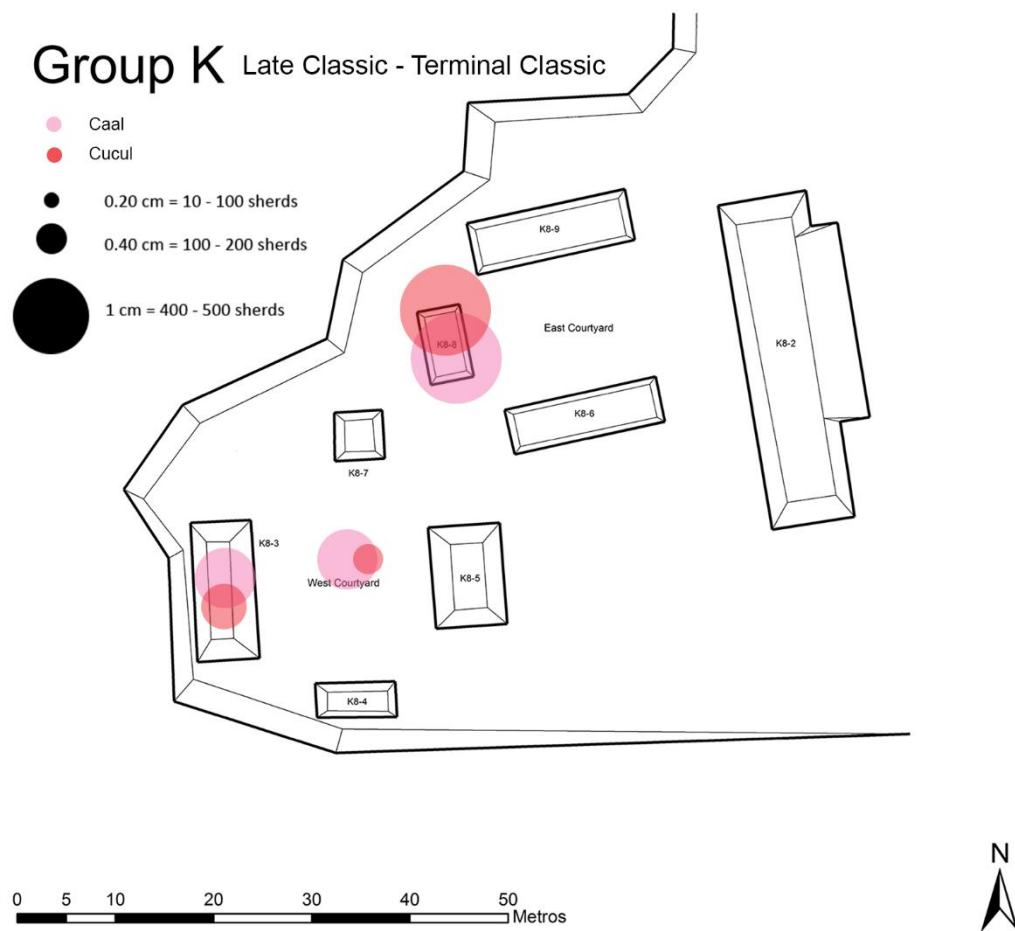 Group K Late Classic - Terminal Classic
Caal
Cucul
0.20 cm = 10 - 100 sherds
0.40 cm = 100 - 200 sherds
1 cm = 400 - 500 sherds
K8-9
East Courtyard
K8-2
K8-8
K8-6
K8-7
K8-3
West Courtyard
K8-5
K8-4
N
0 5 10 20 30 40 50
Metros